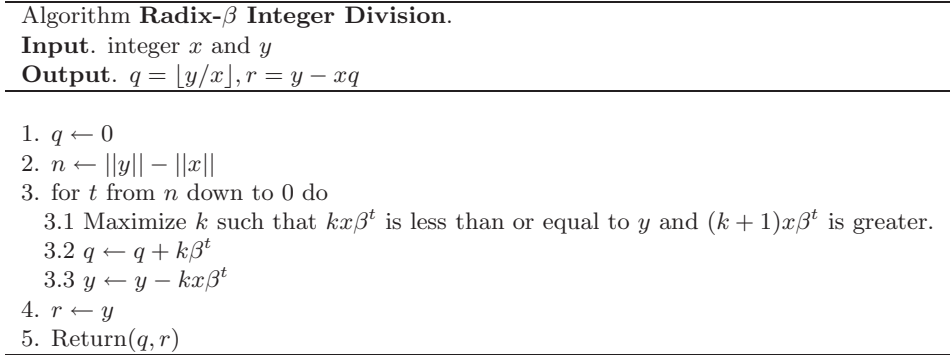 Algorithm Radix-β Integer Division.
Input. integer x and y
Output. q = ⌊y/x⌋, r = y − xq
1. q ← 0
2. n ← ||y|| − ||x||
3. for t from n down to 0 do
3.1 Maximize k such that kxβ^t is less than or equal to y and (k + 1)xβ^t is greater.
3.2 q ← q + kβ^t
3.3 y ← y − kxβ^t
4. r ← y
5. Return(q, r)